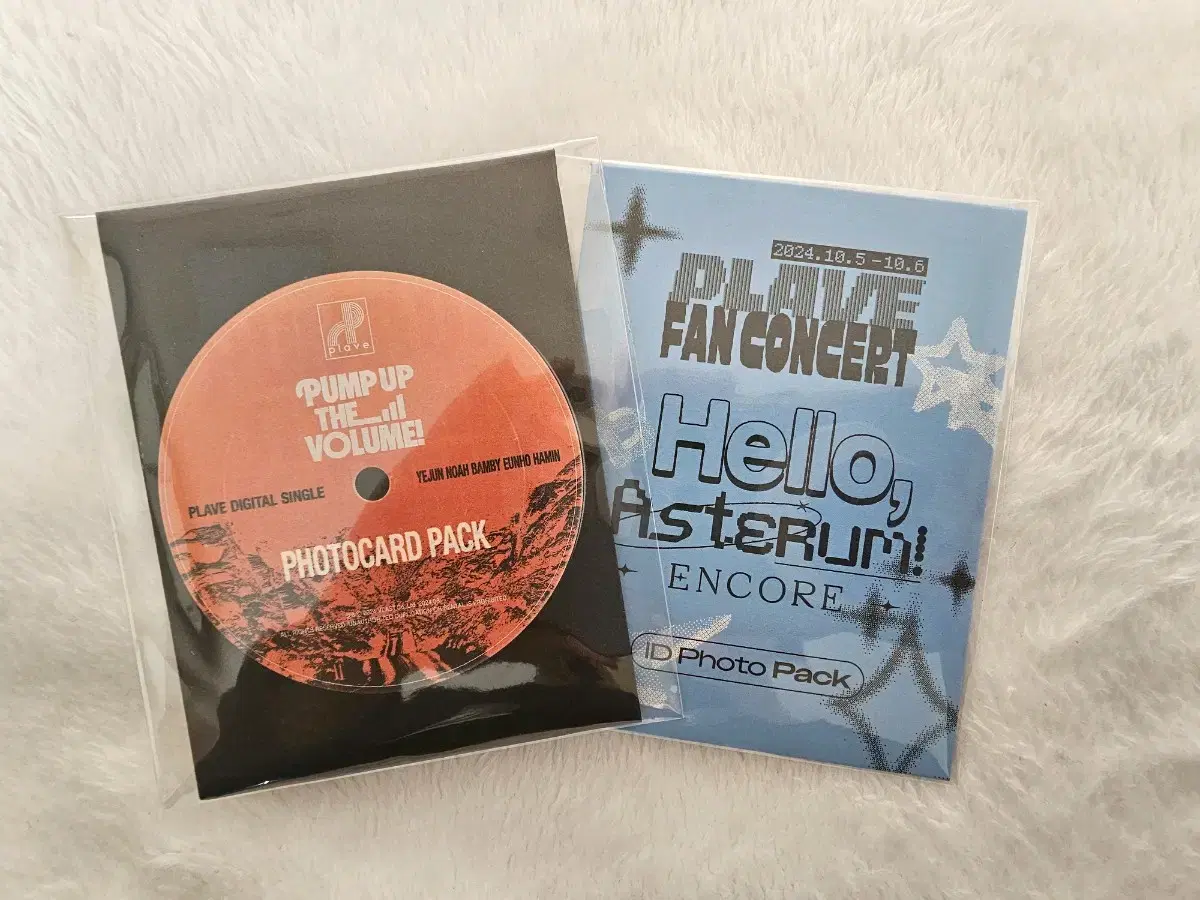 plave
PUMP UP
THE
VOLUME!
PLAVE DIGITAL SINGLE
YEJUN NOAH BAMBY EUNHO HAMIN
PHOTOCARD PACK
2024.10.5-10.6
PLAVE
FAN CONCERT
Hello,
Asterum!
ENCORE
ID Photo Pack